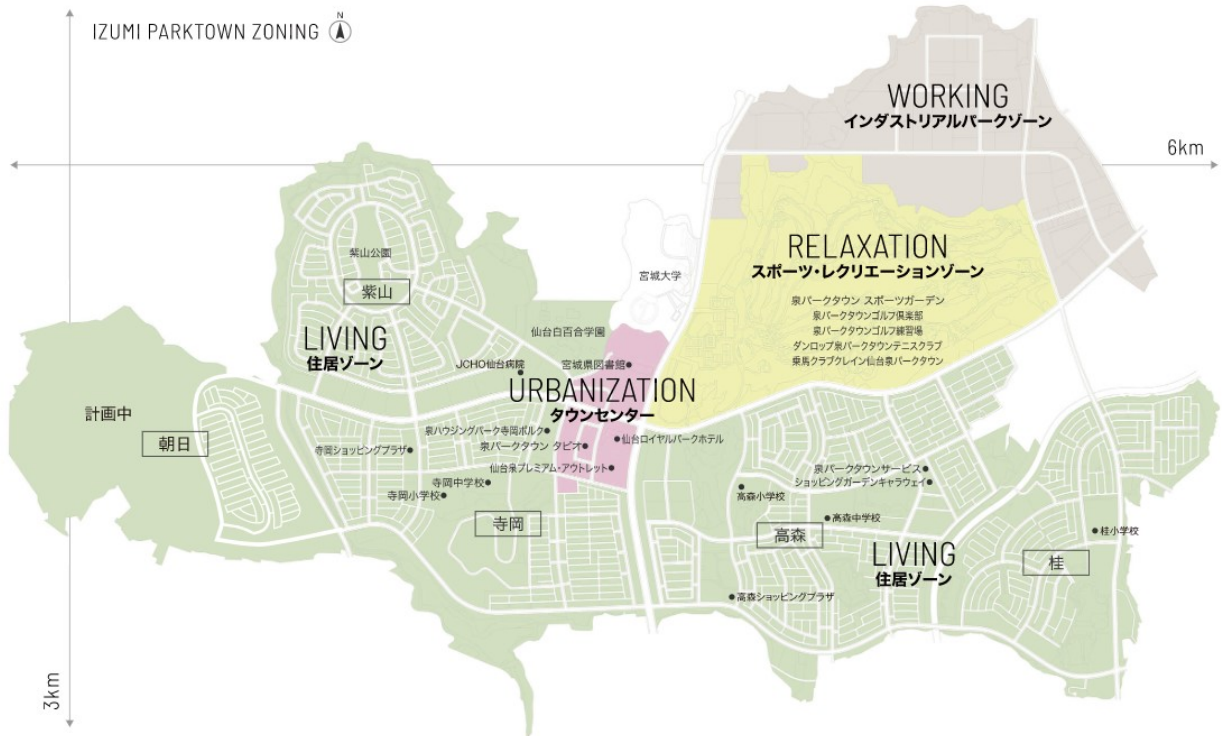 IZUMI PARKTOWN ZONING
N
WORKING
インダストリアルパークゾーン
6km
RELAXATION
スポーツ・レクリエーションゾーン
泉パークタウン スポーツガーデン
泉パークタウンゴルフ倶楽部
泉パークタウンゴルフ練習場
ダンロップ泉パークタウンテニスクラブ
乗馬クラブクレイン仙台泉パークタウン
宮城大学
紫山公園
紫山
LIVING
住居ゾーン
仙台白百合学園
JCHO仙台病院
宮城県図書館
URBANIZATION
タウンセンター
計画中
朝日
泉ハウジングパーク寺岡ボルク
仙台ロイヤルパークホテル
寺岡ショッピングプラザ
泉パークタウン タピオ
仙台泉プレミアム・アウトレット
寺岡中学校
寺岡小学校
寺岡
泉パークタウンサービス
ショッピングガーデンキャラウェイ
高森小学校
高森中学校
高森
LIVING
住居ゾーン
桂小学校
桂
高森ショッピングプラザ
3km